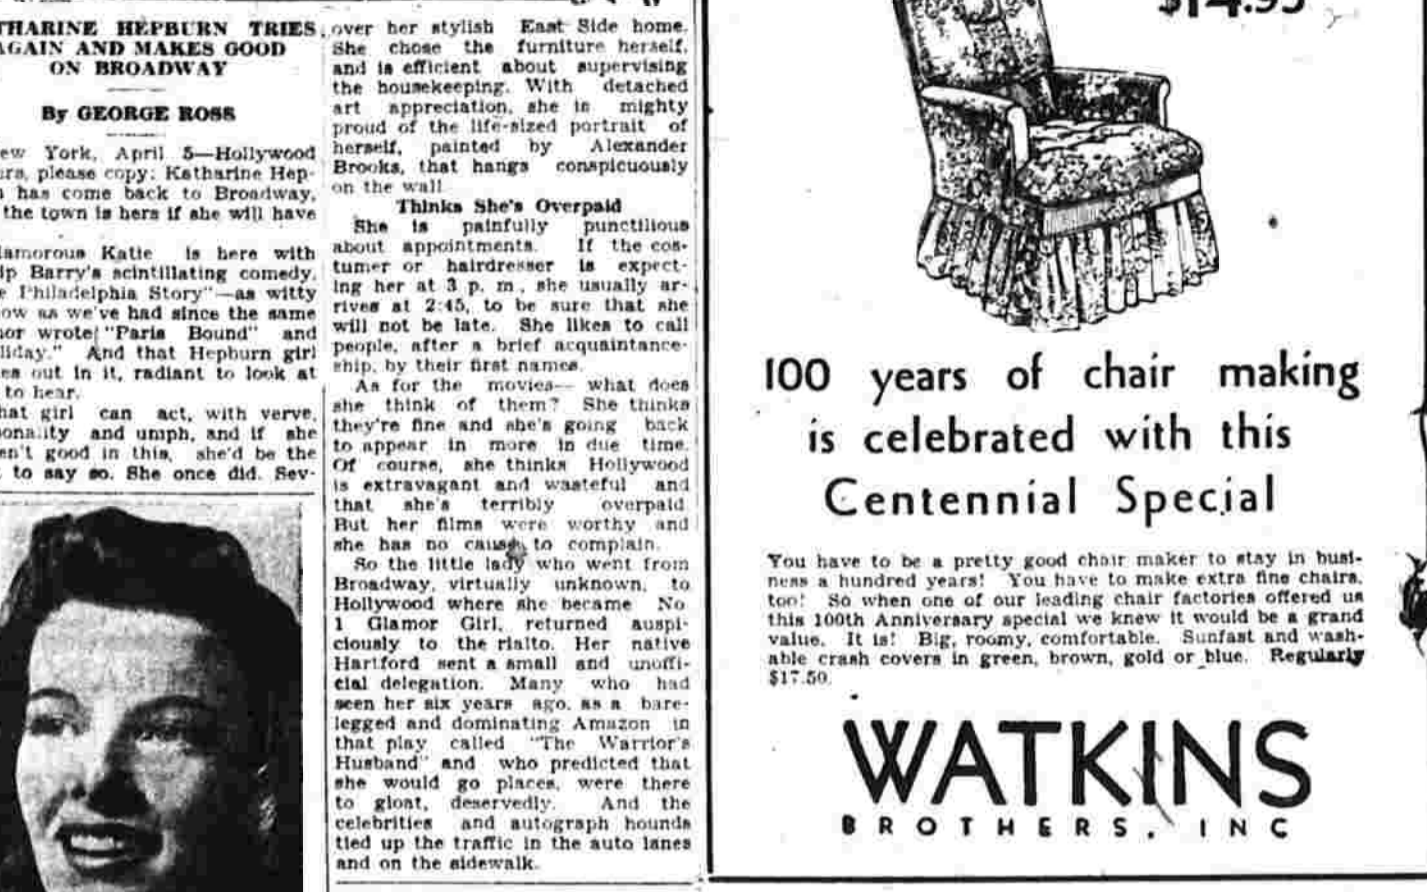 THARINE HEPBURN TRIES
AGAIN AND MAKES GOOD
ON BROADWAY
By GEORGE ROSS
ew York, April 5—Hollywood
urs, please copy: Katharine Hep-
n has come back to Broadway,
the town is hers if she will have
lamorous Katie is here with
ip Barry's scintillating comedy,
e Philadelphia Story"—as witty
ow as we've had since the same
hor wrote "Paris Bound" and
liday." And that Hepburn girl
es out in it, radiant to look at
to hear.
hat girl can act, with verve,
onality and umph, and if she
en't good in this, she'd be the
t to say so. She once did. Sev-
over her stylish East Side home.
She chose the furniture herself,
and is efficient about supervising
the housekeeping. With detached
art appreciation, she is mighty
proud of the life-sized portrait of
herself, painted by Alexander
Brooks, that hangs conspicuously
on the wall
Thinks She's Overpaid
She is painfully punctilious
about appointments. If the cos-
tumer or hairdresser is expect-
ing her at 3 p. m., she usually ar-
rives at 2:45, to be sure that she
will not be late. She likes to call
people, after a brief acquaintance-
ship, by their first names.
As for the movies— what does
she think of them? She thinks
they're fine and she's going back
to appear in more in due time.
Of course, she thinks Hollywood
is extravagant and wasteful and
that she's terribly overpaid
But her films were worthy and
she has no cause to complain.
So the little lady who went from
Broadway, virtually unknown, to
Hollywood where she became No
1 Glamor Girl, returned auspi-
ciously to the rialto. Her native
Hartford sent a small and unoffi-
cial delegation. Many who had
seen her six years ago, as a bare-
legged and dominating Amazon in
that play called "The Warrior's
Husband" and who predicted that
she would go places, were there
to gloat, deservedly. And the
celebrities and autograph hounds
tied up the traffic in the auto lanes
and on the sidewalk.
$14.95
100 years of chair making
is celebrated with this
Centennial Special
You have to be a pretty good chair maker to stay in busi-
ness a hundred years! You have to make extra fine chairs,
too! So when one of our leading chair factories offered us
this 100th Anniversary special we knew it would be a grand
value. It is! Big, roomy, comfortable. Sunfast and wash-
able crash covers in green, brown, gold or blue. Regularly
$17.50.
WATKINS
BROTHERS, INC